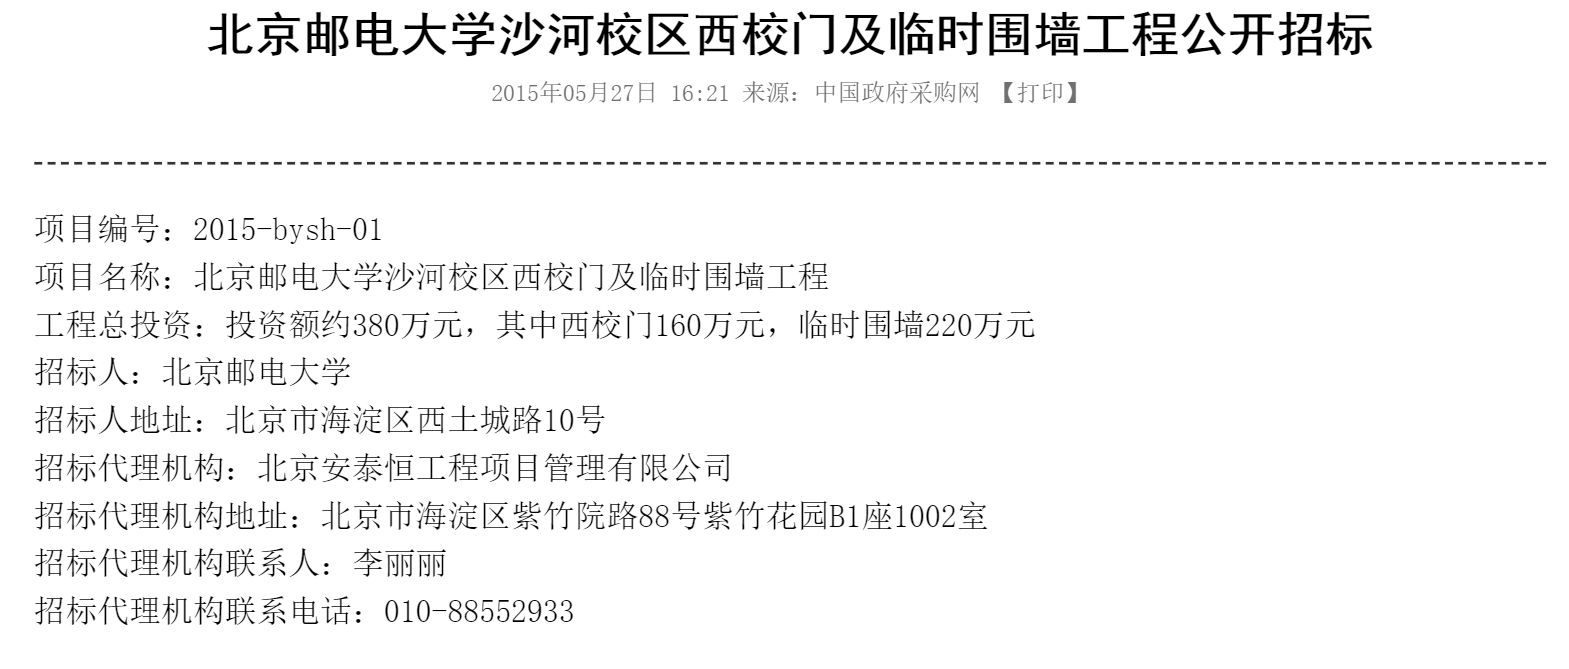 北京邮电大学沙河校区西校门及临时围墙工程公开招标
2015年05月27日 16:21 来源：中国政府采购网 【打印】
项目编号：2015-bysh-01
项目名称：北京邮电大学沙河校区西校门及临时围墙工程
工程总投资：投资额约380万元，其中西校门160万元，临时围墙220万元
招标人：北京邮电大学
招标人地址：北京市海淀区西土城路10号
招标代理机构：北京安泰恒工程项目管理有限公司
招标代理机构地址：北京市海淀区紫竹院路88号紫竹花园B1座1002室
招标代理机构联系人：李丽丽
招标代理机构联系电话：010-88552933